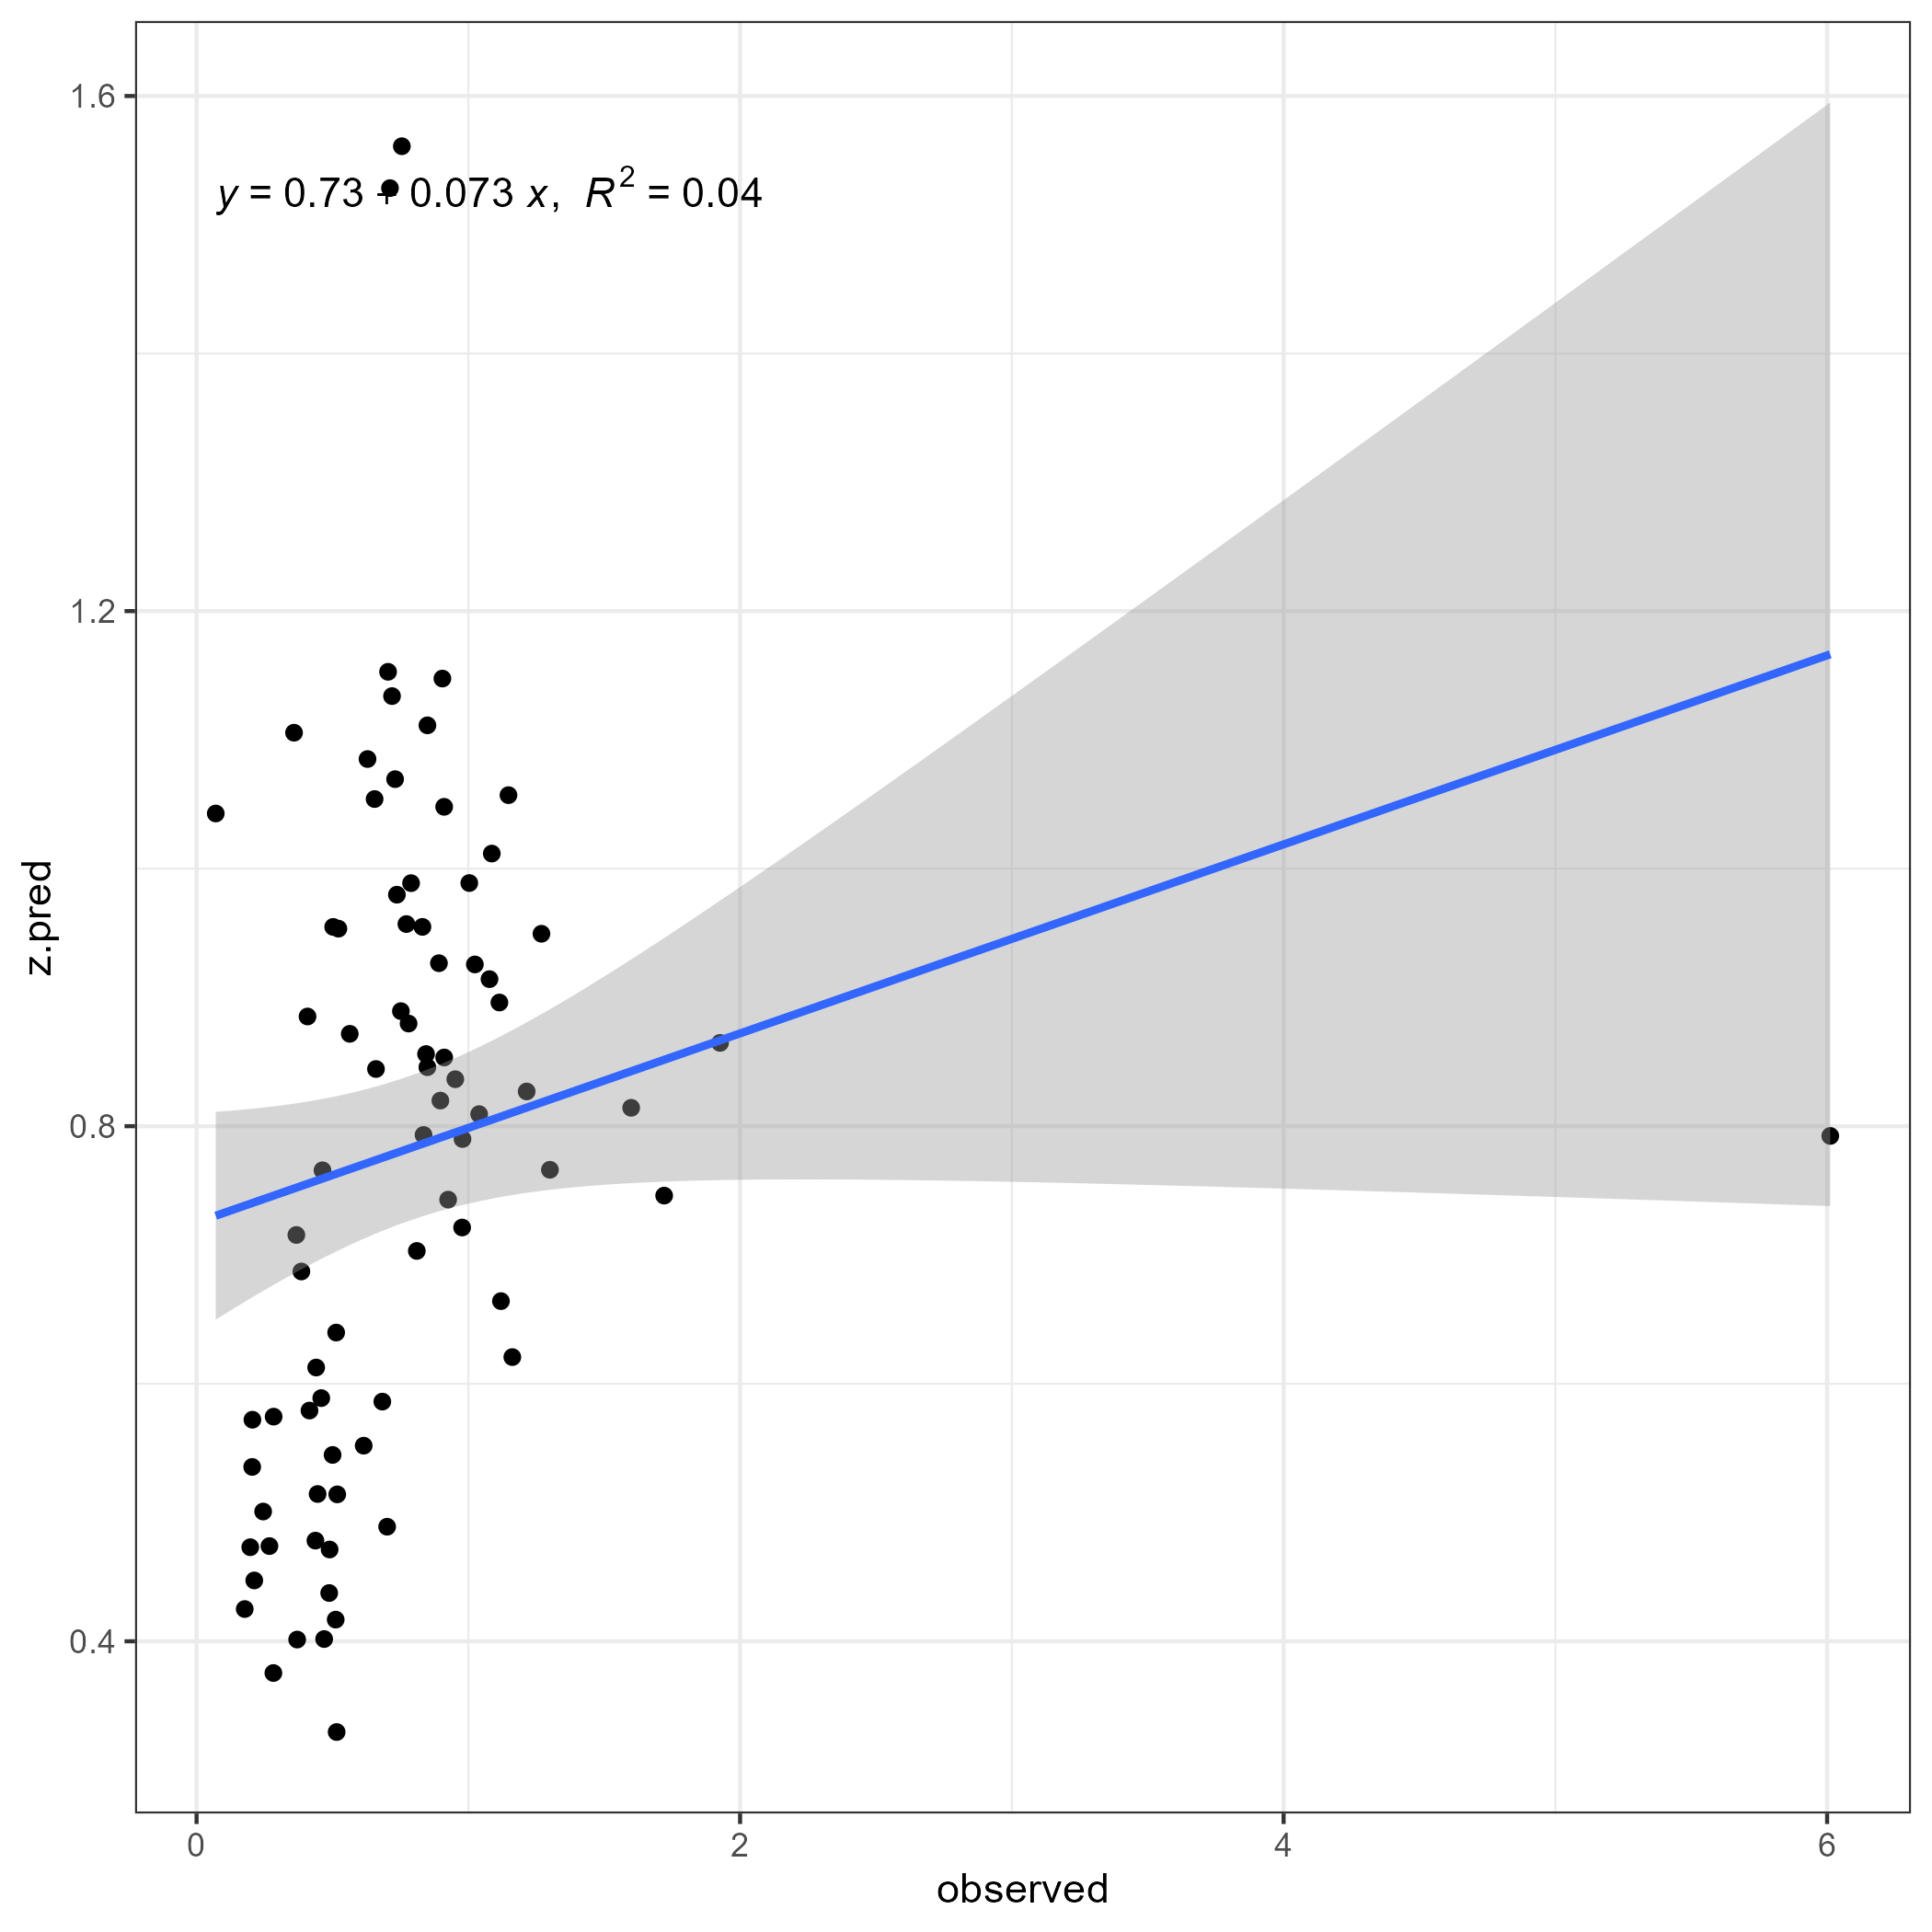 1.6
y = 0.73 + 0.073 x, R² = 0.04
1.2
z.pred
0.8
0.4
0 2 4 6
observed